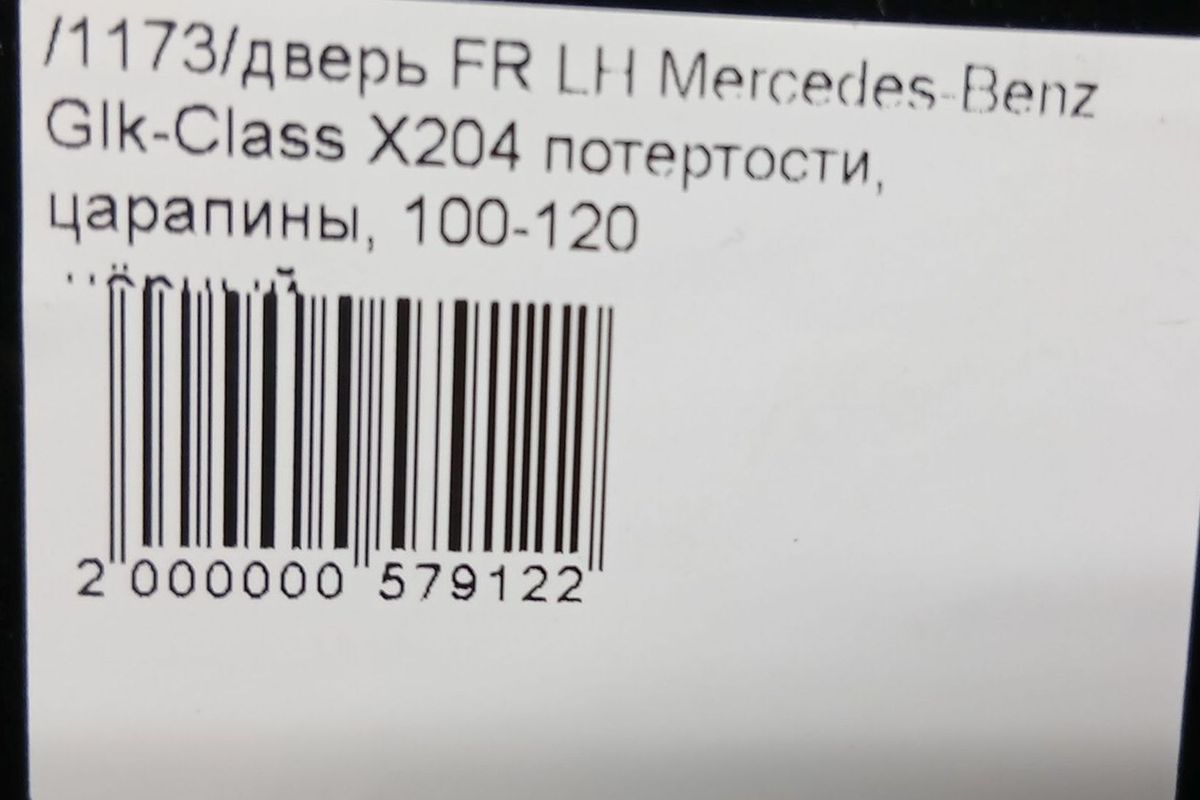 /1173/дверь FR LH Mercedes-Benz
Glk-Class X204 потертости,
царапины, 100-120
2 000000 579122